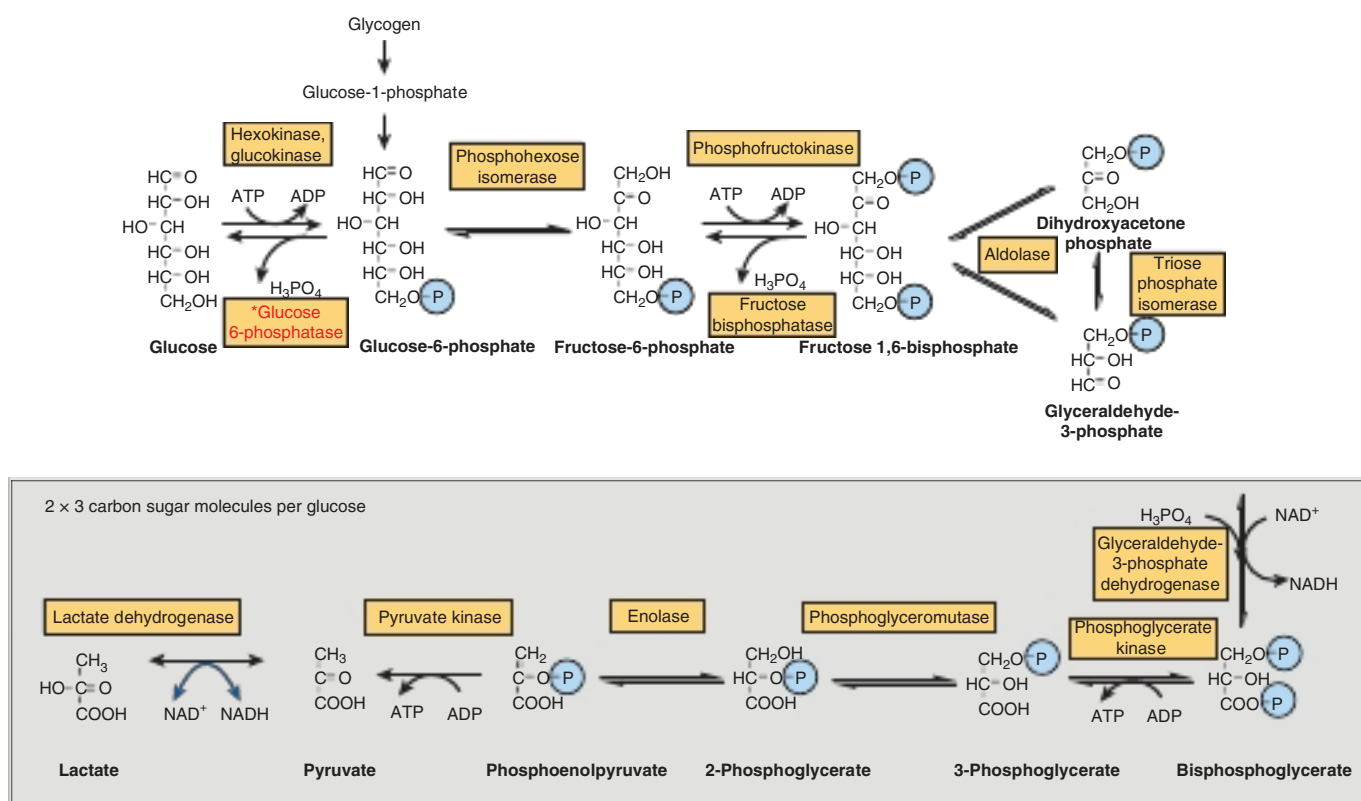 Glycogen
Glucose-1-phosphate
Hexokinase,
glucokinase
Phosphohexose
isomerase
Phosphofructokinase
HC=O
HC-OH
HO-CH
HC-OH
HC-OH
CH2OH
Glucose
ATP
ADP
H3PO4
*Glucose
6-phosphatase
HC=O
HC-OH
HO-CH
HC-OH
HC-OH
CH2O-P
Glucose-6-phosphate
CH2OH
C=O
HO-CH
HC-OH
HC-OH
CH2O-P
Fructose-6-phosphate
ATP
ADP
H3PO4
Fructose
bisphosphatase
CH2O-P
C=O
HO-CH
HC-OH
HC-OH
CH2O-P
Fructose 1,6-bisphosphate
Aldolase
CH2O-P
C=O
CH2OH
Dihydroxyacetone
phosphate
Triose
phosphate
isomerase
CH2O-P
HC-OH
HC=O
Glyceraldehyde-
3-phosphate
2 × 3 carbon sugar molecules per glucose
H3PO4
NAD+
Glyceraldehyde-
3-phosphate
dehydrogenase
NADH
Lactate dehydrogenase
Pyruvate kinase
Enolase
Phosphoglyceromutase
Phosphoglycerate
kinase
CH3
HO-C=O
COOH
Lactate
NAD+
NADH
CH3
C=O
COOH
Pyruvate
ATP
ADP
CH2
C-O-P
COOH
Phosphoenolpyruvate
CH2OH
HC-O-P
COOH
2-Phosphoglycerate
CH2O-P
HC-OH
COOH
3-Phosphoglycerate
ATP
ADP
CH2O-P
HC-OH
COO-P
Bisphosphoglycerate